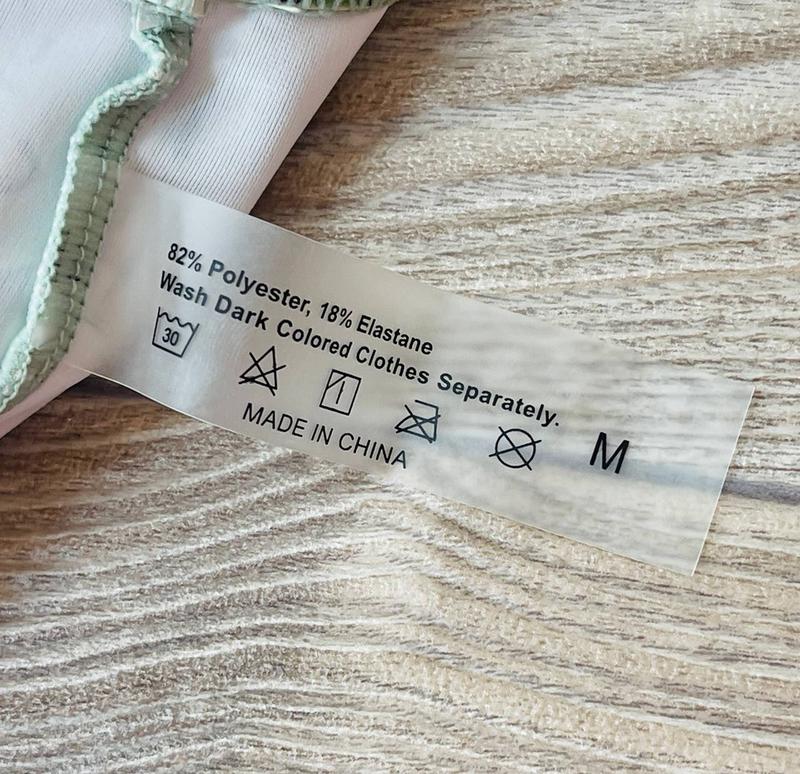 82% Polyester, 18% Elastane
Wash Dark Colored Clothes Separately.
30
MADE IN CHINA
M